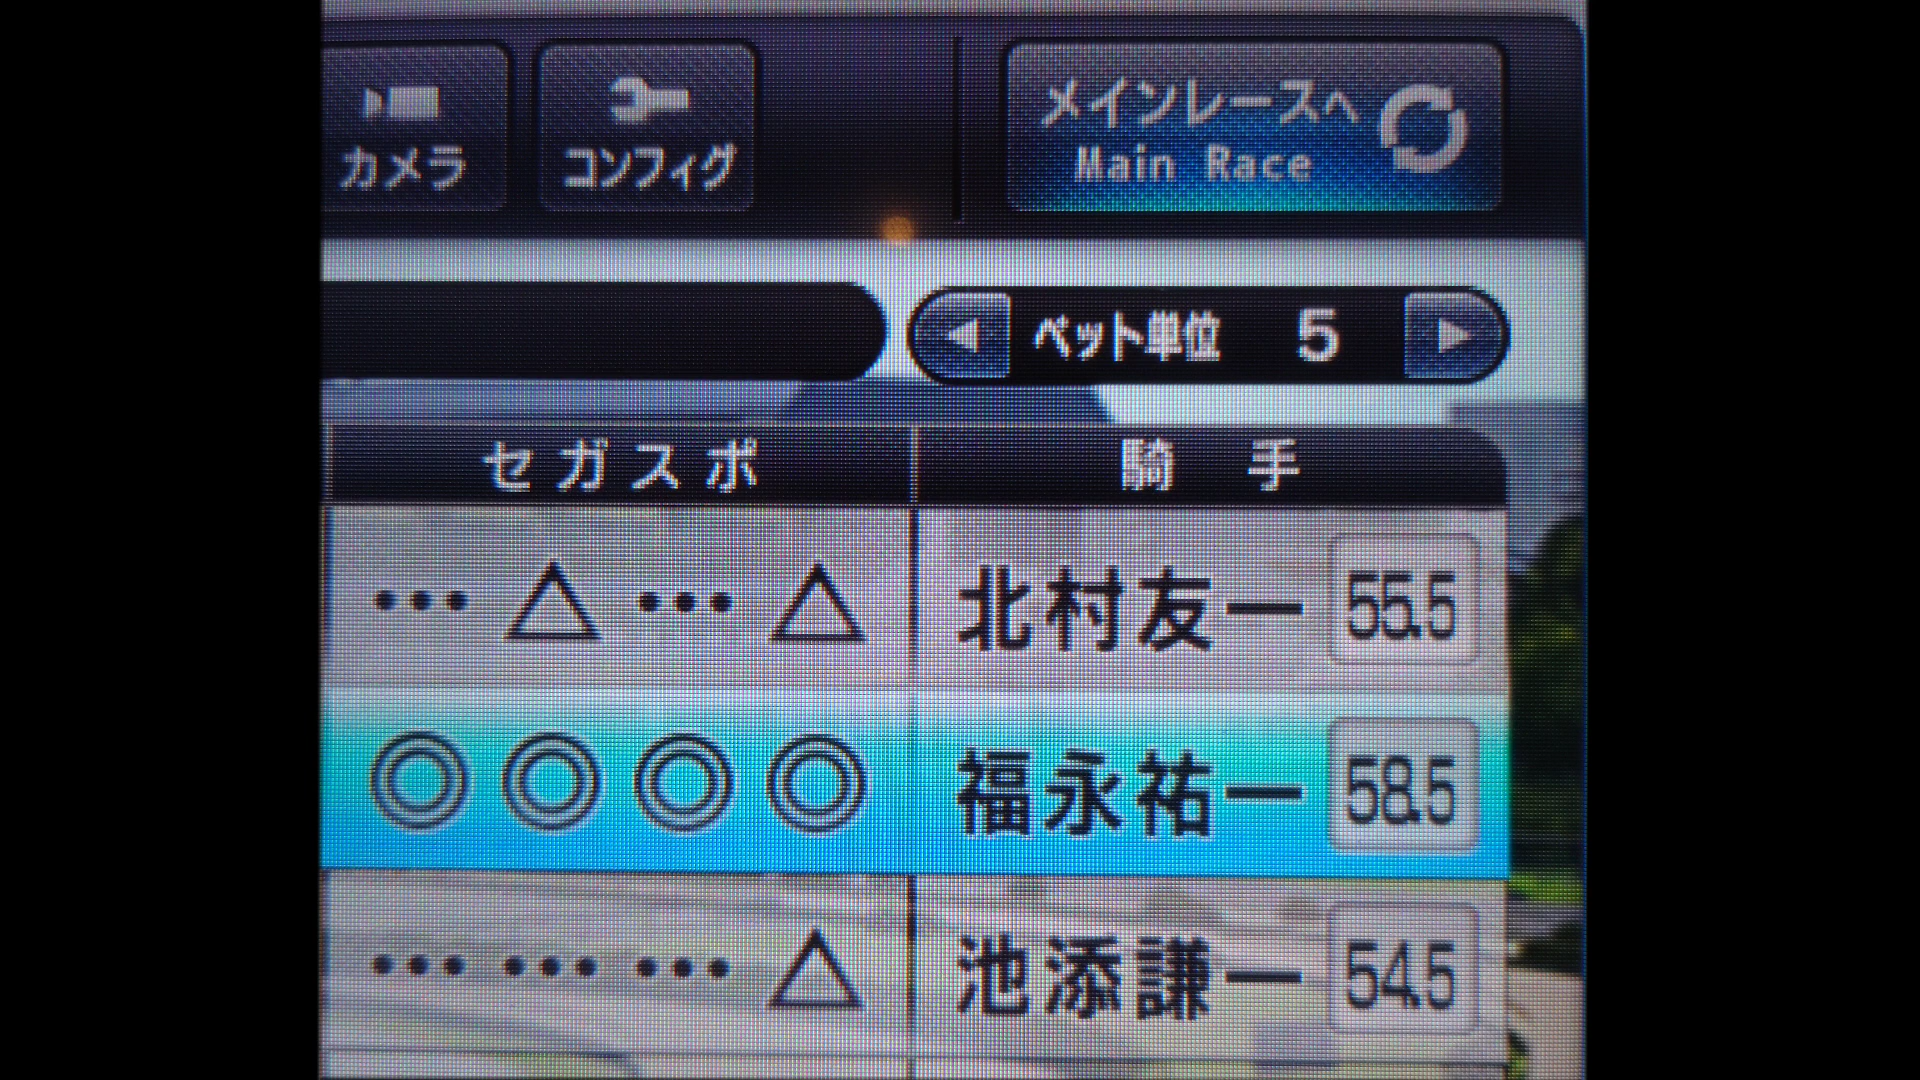 カメラ
コンフィグ
メインレースへ
Main Race
ベット単位 5
セガスポ 騎手
… △ … △ 北村友一 55.5
◎ ◎ ◎ ◎ 福永祐一 58.5
… … … △ 池添謙一 54.5